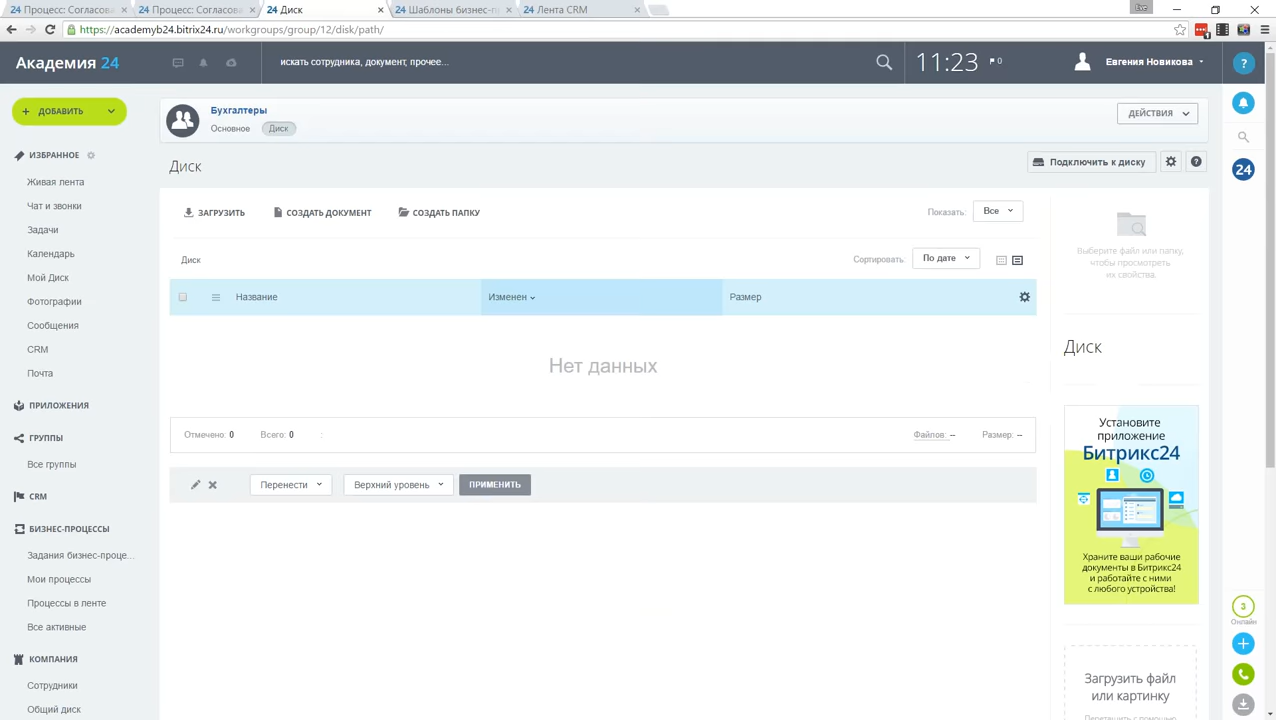 Процесс: Согласова
Процесс: Согласова
24 Диск
24 Шаблоны бизнес-п
24 Лента CRM
Eve
https://academyb24.bitrix24.ru/workgroups/group/12/disk/path/
1
Академия 24
искать сотрудника, документ, прочее...
11:23
0
Евгения Новикова
?
ДОБАВИТЬ
ИЗБРАННОЕ
Живая лента
Чат и звонки
Задачи
Календарь
Мой Диск
Фотографии
Сообщения
CRM
Почта
ПРИЛОЖЕНИЯ
ГРУППЫ
Все группы
CRM
БИЗНЕС-ПРОЦЕССЫ
Задания бизнес-проце...
Мои процессы
Процессы в ленте
Все активные
КОМПАНИЯ
Сотрудники
Общий диск
Бухгалтеры
Основное Диск
ДЕЙСТВИЯ
Диск
Подключить к диску
?
ЗАГРУЗИТЬ СОЗДАТЬ ДОКУМЕНТ СОЗДАТЬ ПАПКУ
Показать: Все
Диск
Сортировать: По дате
Название Изменен Размер
Нет данных
Отмечено: 0 Всего: 0 : Файлов: -- Размер: --
Перенести Верхний уровень ПРИМЕНИТЬ
Выберите файл или папку,
чтобы просмотреть
их свойства.
Диск
Установите
приложение
Битрикс24
Храните ваши рабочие
документы в Битрикс24
и работайте с ними
с любого устройства!
Загрузить файл
или картинку
Перетащить с помощью
24
3
Онлайн